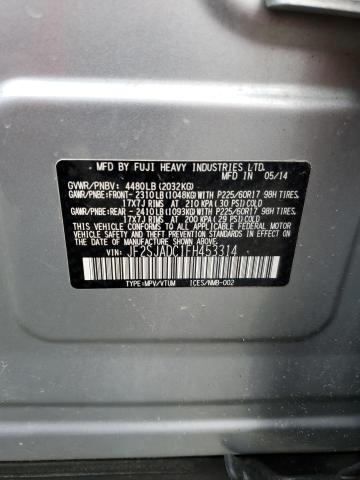 MFD. BY FUJI HEAVY INDUSTRIES LTD.
MFD IN 05/14
GVWR/PNBV: 4480LB (2032KG)
GAWR/PNBE:FRONT- 2310LB(1048KG)WITH P225/60R17 98H TIRES,
17X7J RIMS AT 210 KPA(30 PSI)COLD
GAWR/PNBE:REAR - 2410LB(1093KG)WITH P225/60R17 98H TIRES,
17X7J RIMS AT 200 KPA(29 PSI)COLD
THIS VEHICLE CONFORMS TO ALL APPLICABLE FEDERAL MOTOR
VEHICLE SAFETY, BUMPER, AND THEFT PREVENTION STANDARDS
IN EFFECT ON THE DATE OF MANUFACTURE SHOWN ABOVE.
VIN: JF2SJADC1FH453314
TYPE:MPV/VTUM ICES/NMB-002